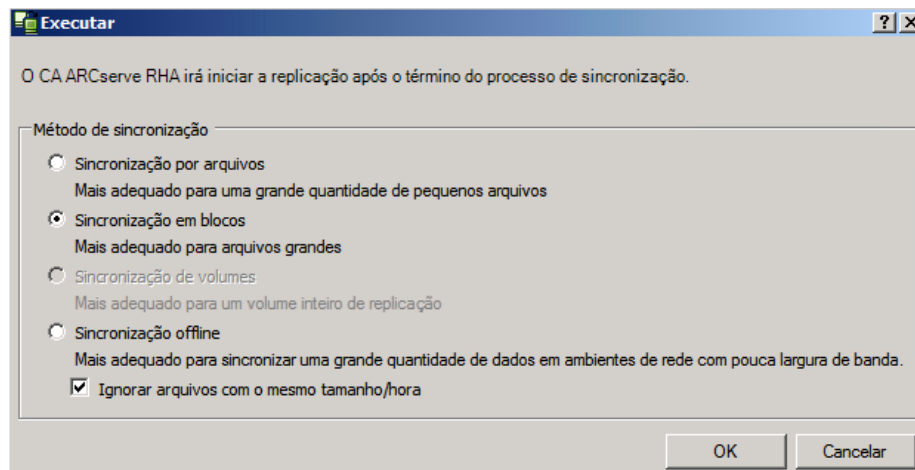 Executar
O CA ARCserve RHA irá iniciar a replicação após o término do processo de sincronização.
Método de sincronização
Sincronização por arquivos
Mais adequado para uma grande quantidade de pequenos arquivos
Sincronização em blocos
Mais adequado para arquivos grandes
Sincronização de volumes
Mais adequado para um volume inteiro de replicação
Sincronização offline
Mais adequado para sincronizar uma grande quantidade de dados em ambientes de rede com pouca largura de banda.
Ignorar arquivos com o mesmo tamanho/hora
OK Cancelar